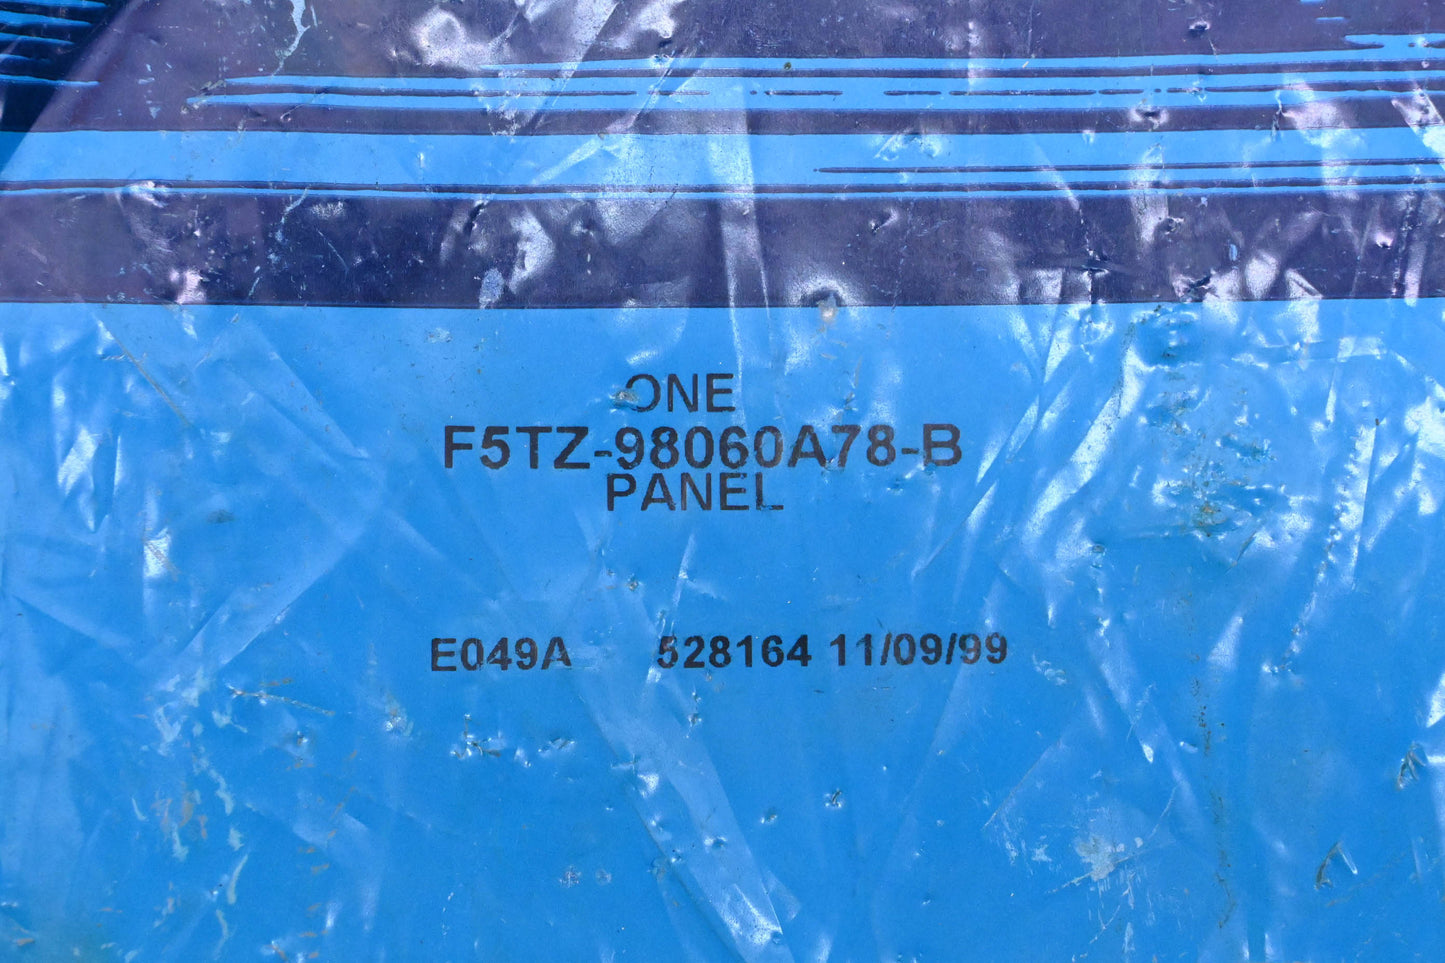 ONE
F5TZ-98060A78-B
PANEL
E049A 528164 11/09/99